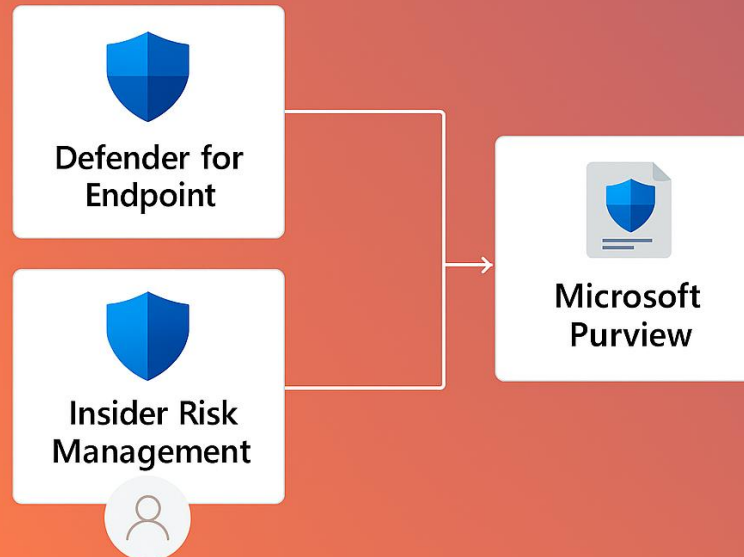 Defender for
Endpoint
Insider Risk
Management
Microsoft
Purview